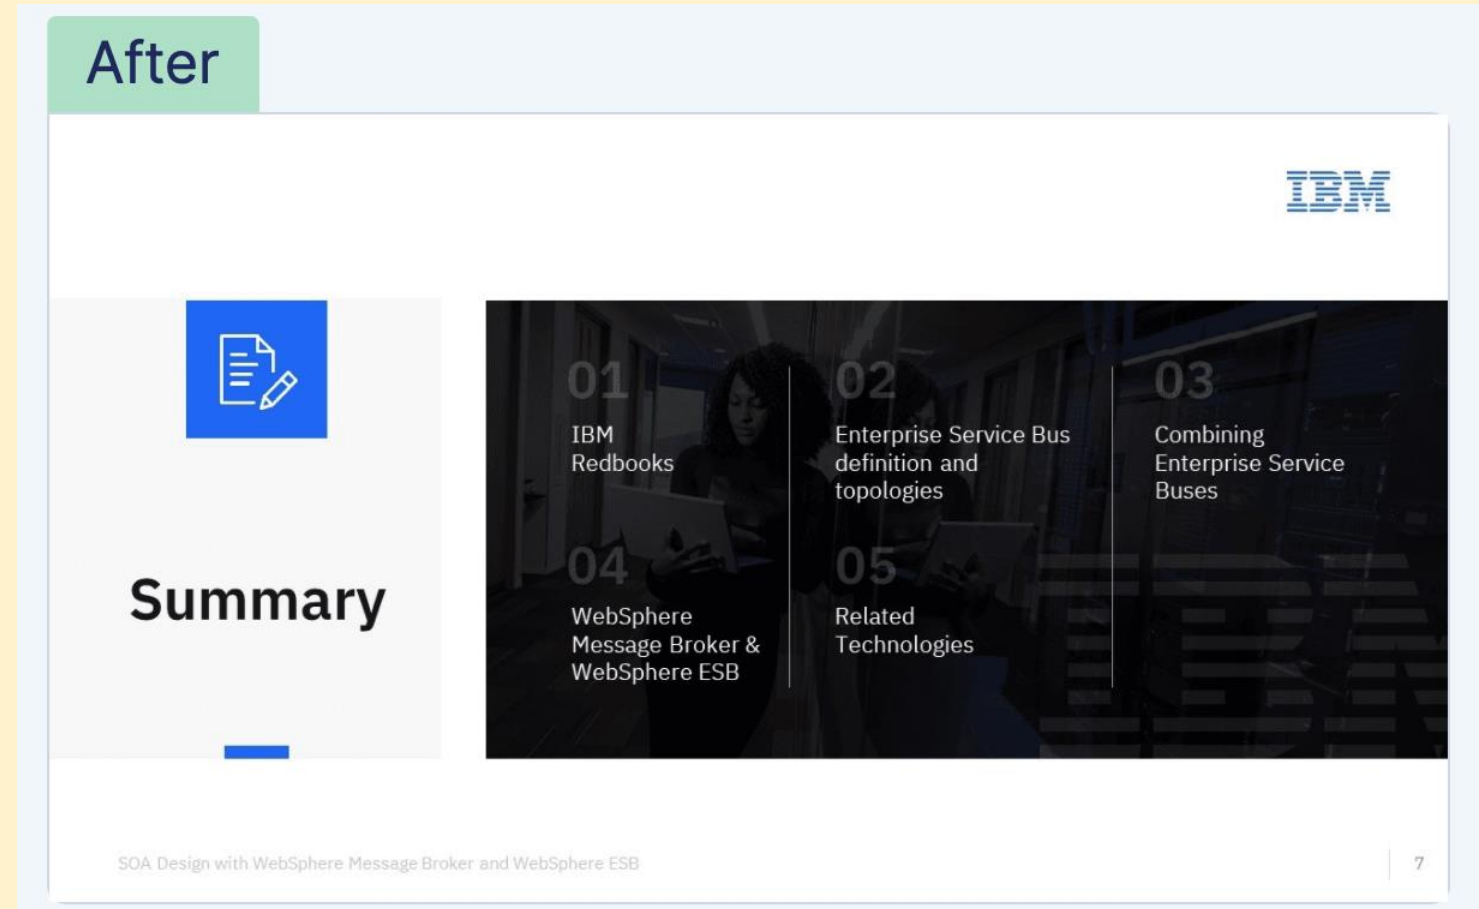 After
IBM
01
IBM
Redbooks
02
Enterprise Service Bus
definition and
topologies
03
Combining
Enterprise Service
Buses
Summary
04
WebSphere
Message Broker &
WebSphere ESB
05
Related
Technologies
IBM
SOA Design with WebSphere Message Broker and WebSphere ESB
7